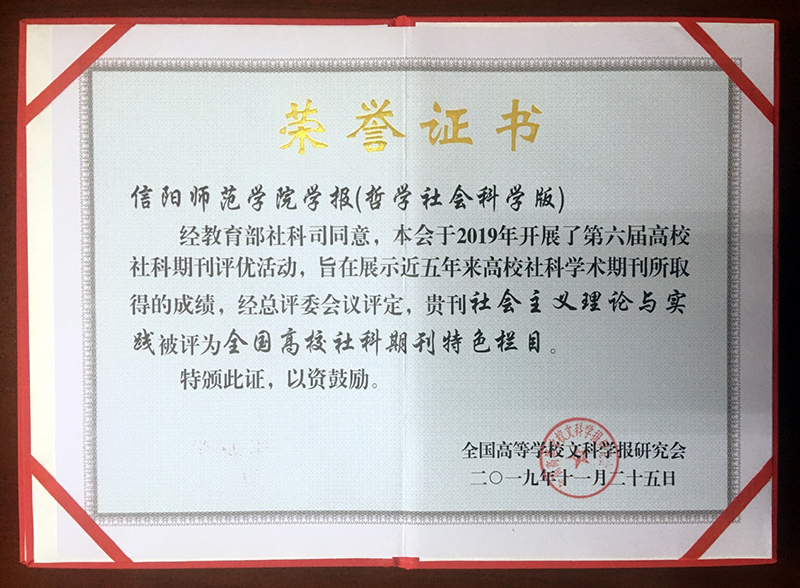 荣誉证书
信阳师范学院学报(哲学社会科学版)
经教育部社科司同意，本会于2019年开展了第六届高校
社科期刊评优活动，旨在展示近五年来高校社科学术期刊所取
得的成绩，经总评委会议评定，贵刊社会主义理论与实
践被评为全国高校社科期刊特色栏目。
特颁此证，以资鼓励。
全国高等学校文科学报研究会
二〇一九年十一月二十五日